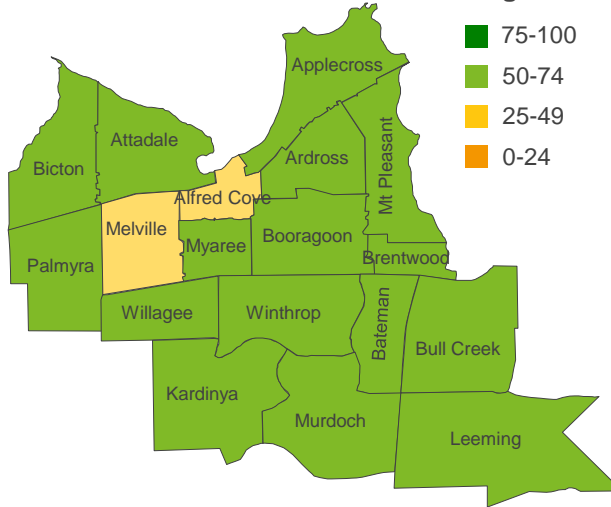 75-100
50-74
25-49
0-24
Applecross
Attadale
Bicton
Ardross
Mt Pleasant
Alfred Cove
Melville
Myaree
Booragoon
Palmyra
Brentwood
Willagee
Winthrop
Bateman
Bull Creek
Kardinya
Murdoch
Leeming